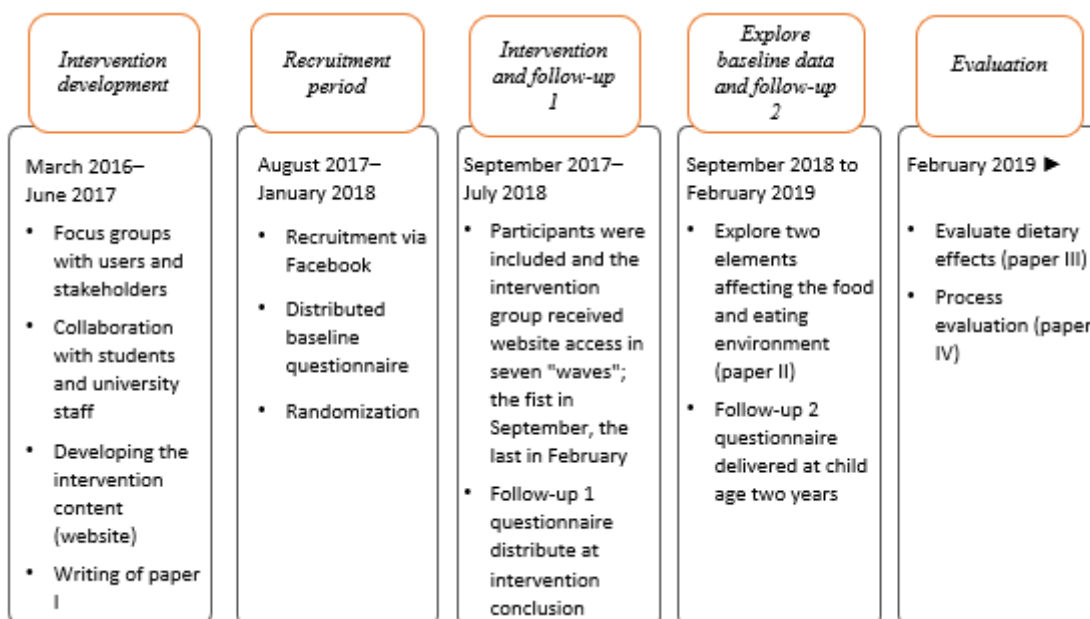 Intervention
development
March 2016–
June 2017
• Focus groups
with users and
stakeholders
• Collaboration
with students
and university
staff
• Developing the
intervention
content
(website)
• Writing of paper
I
Recruitment
period
August 2017–
January 2018
• Recruitment via
Facebook
• Distributed
baseline
questionnaire
• Randomization
Intervention
and follow-up
1
September 2017–
July 2018
• Participants were
included and the
intervention
group received
website access in
seven "waves";
the fist in
September, the
last in February
• Follow-up 1
questionnaire
distribute at
intervention
conclusion
Explore
baseline data
and follow-up
2
September 2018 to
February 2019
• Explore two
elements
affecting the food
and eating
environment
(paper II)
• Follow-up 2
questionnaire
delivered at child
age two years
Evaluation
February 2019 ►
• Evaluate dietary
effects (paper III)
• Process
evaluation (paper
IV)